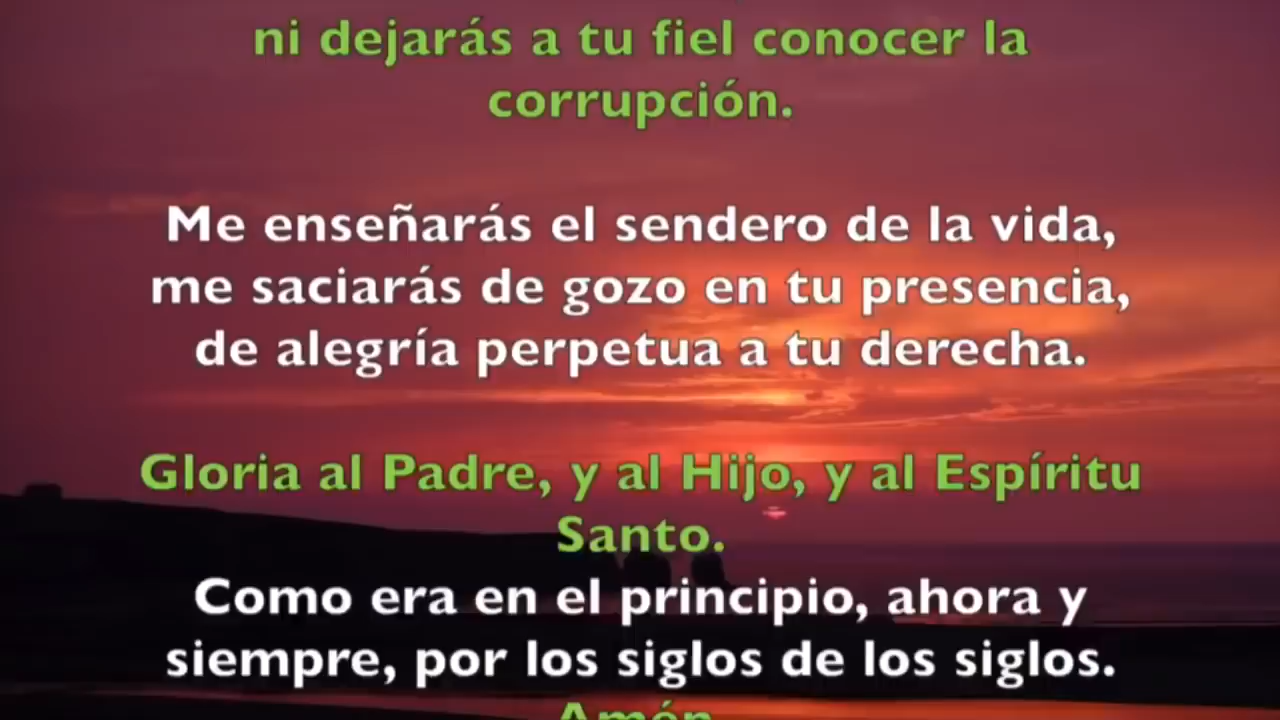 ni dejarás a tu fiel conocer la
corrupción.
Me enseñarás el sendero de la vida,
me saciarás de gozo en tu presencia,
de alegría perpetua a tu derecha.
Gloria al Padre, y al Hijo, y al Espíritu
Santo.
Como era en el principio, ahora y
siempre, por los siglos de los siglos.
Amén